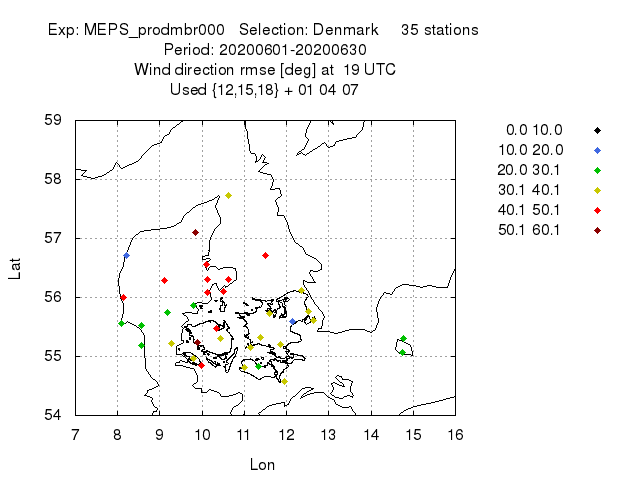 Exp: MEPS_prodmbr000 Selection: Denmark 35 stations
Period: 20200601-20200630
Wind direction rmse [deg] at 19 UTC
Used {12,15,18} + 01 04 07
0.0 10.0
10.0 20.0
20.0 30.1
30.1 40.1
40.1 50.1
50.1 60.1
59
58
57
56
55
54
Lat
7 8 9 10 11 12 13 14 15 16
Lon